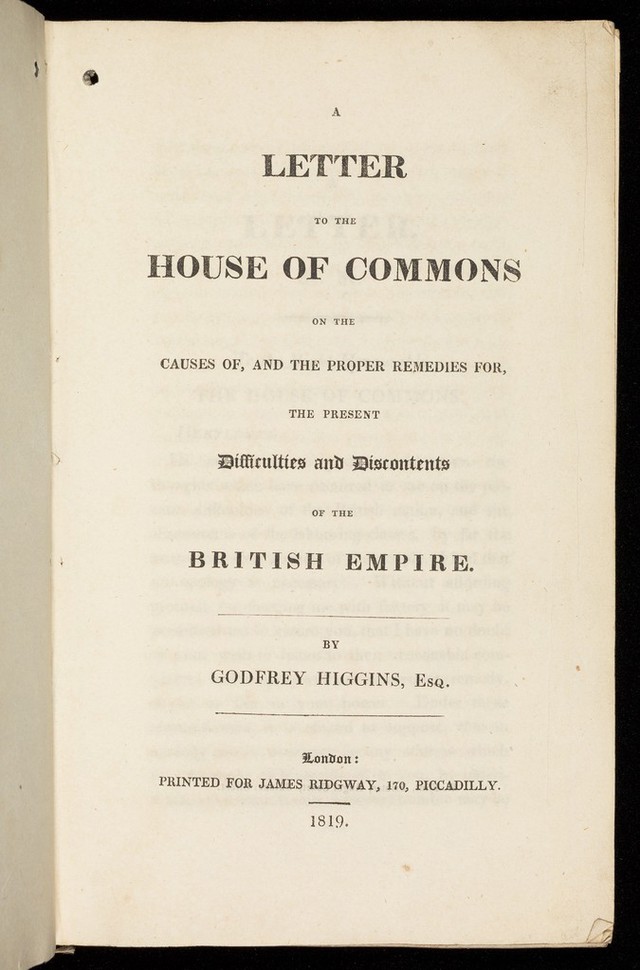 A
LETTER
TO THE
HOUSE OF COMMONS
ON THE
CAUSES OF, AND THE PROPER REMEDIES FOR,
THE PRESENT
Difficulties and Discontents
OF THE
BRITISH EMPIRE.
BY
GODFREY HIGGINS, Esq.
London:
PRINTED FOR JAMES RIDGWAY, 170, PICCADILLY.
1819.